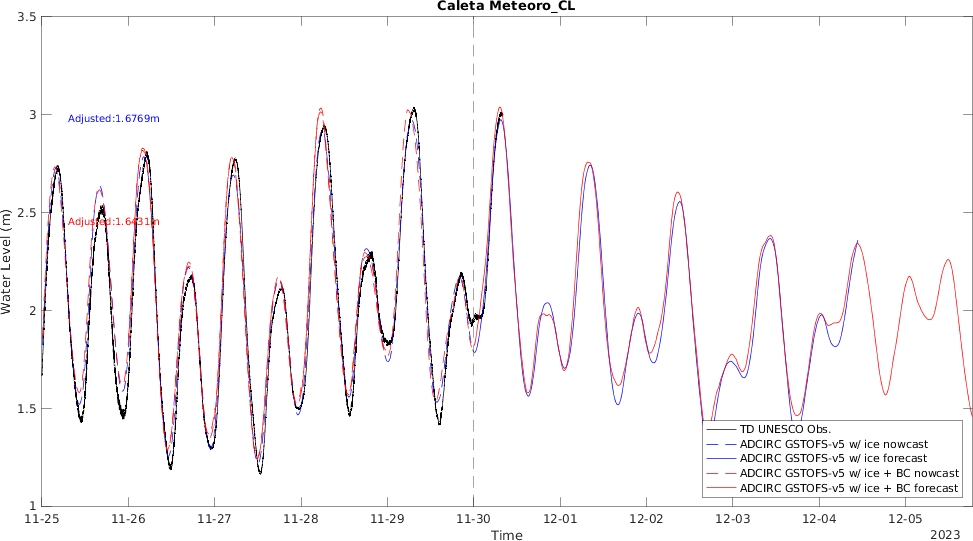 Caleta Meteoro_CL
3.5
3
2.5
2
1.5
1
Water Level (m)
Adjusted:1.6769m
Adjusted:1.6431m
TD UNESCO Obs.
ADCIRC GSTOFS-v5 w/ ice nowcast
ADCIRC GSTOFS-v5 w/ ice forecast
ADCIRC GSTOFS-v5 w/ ice + BC nowcast
ADCIRC GSTOFS-v5 w/ ice + BC forecast
11-25 11-26 11-27 11-28 11-29 11-30 12-01 12-02 12-03 12-04 12-05
Time
2023